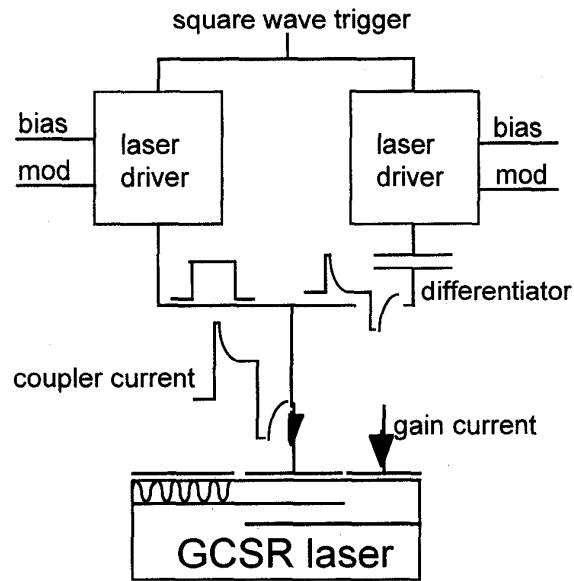 square wave trigger
bias
mod
laser
driver
laser
driver
bias
mod
differentiator
coupler current
gain current
GCSR laser